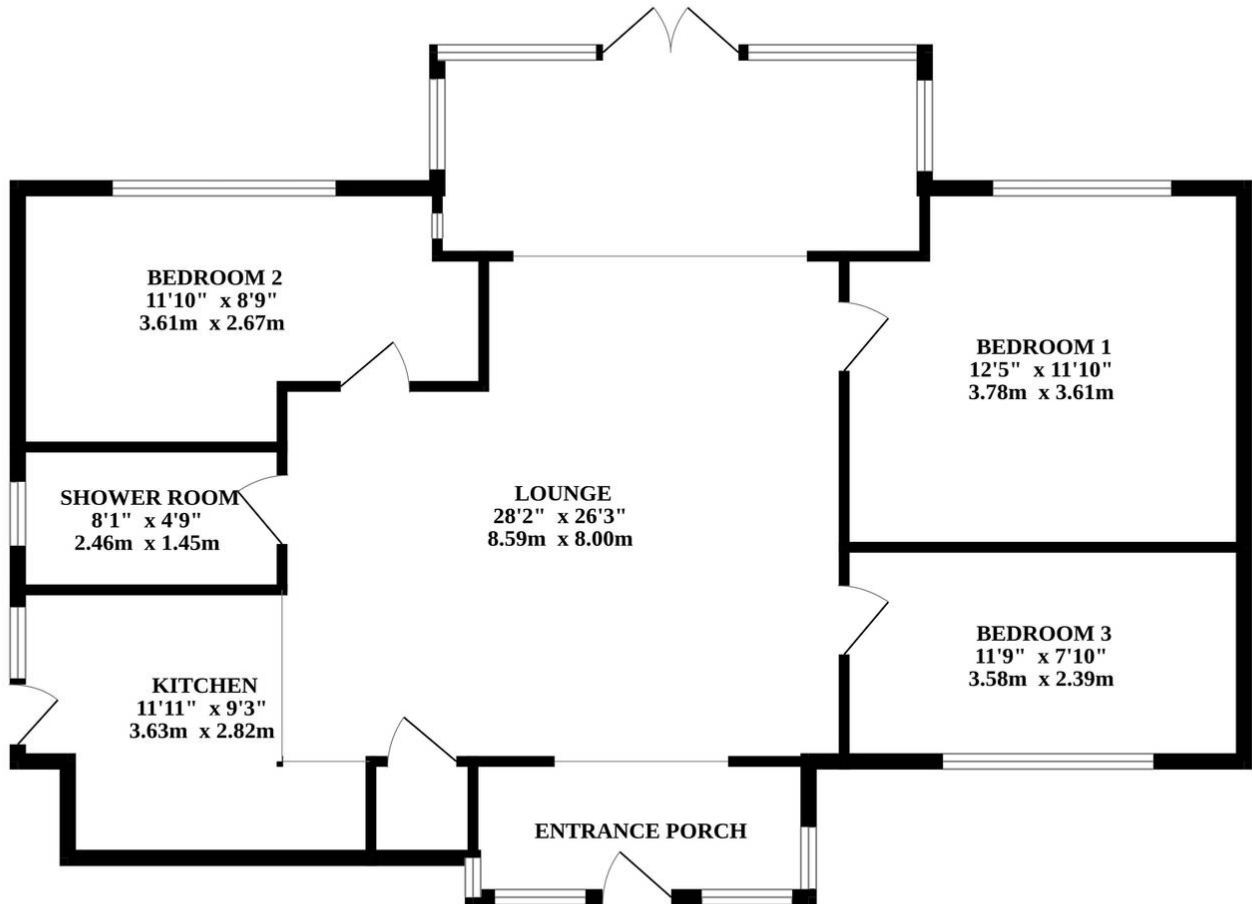 BEDROOM 2
11'10" x 8'9"
3.61m x 2.67m
BEDROOM 1
12'5" x 11'10"
3.78m x 3.61m
SHOWER ROOM
8'1" x 4'9"
2.46m x 1.45m
LOUNGE
28'2" x 26'3"
8.59m x 8.00m
BEDROOM 3
11'9" x 7'10"
3.58m x 2.39m
KITCHEN
11'11" x 9'3"
3.63m x 2.82m
ENTRANCE PORCH